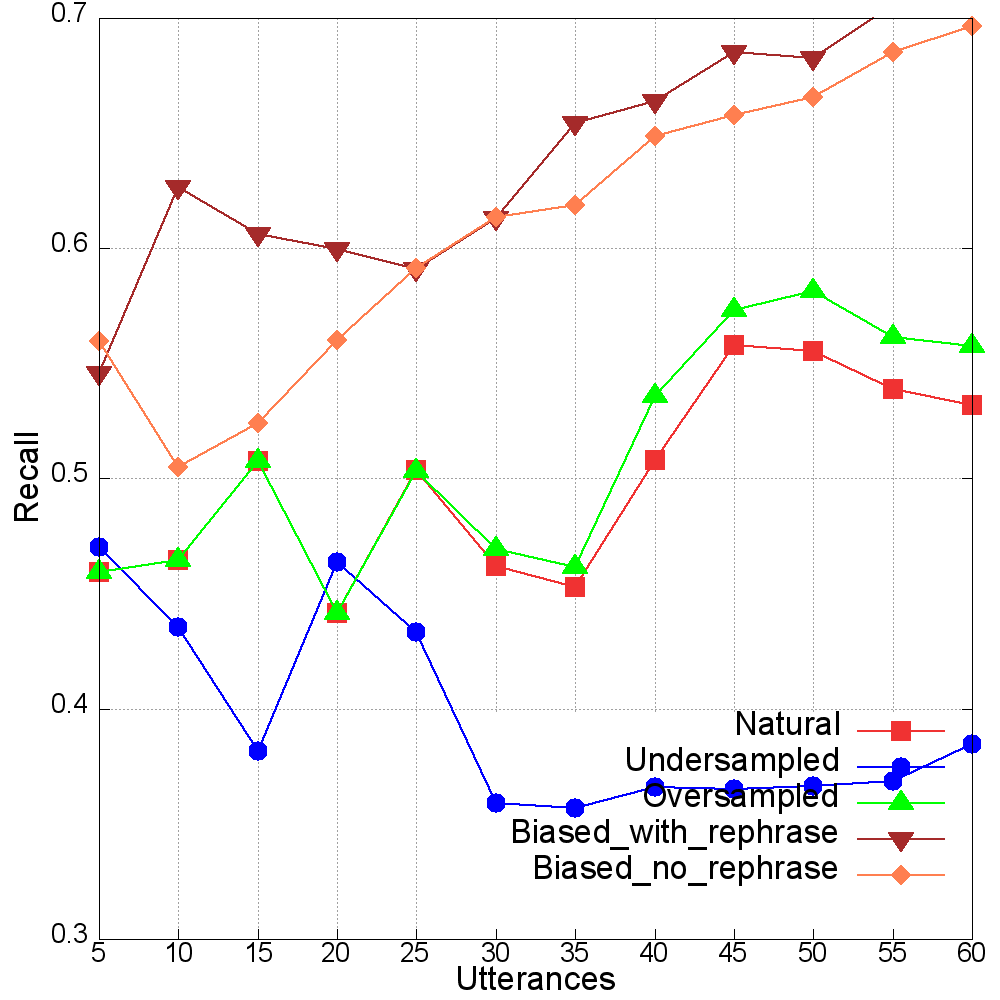 0.7
0.6
0.5
0.4
0.3
Recall
Natural
Undersampled
Oversampled
Biased_with_rephrase
Biased_no_rephrase
5 10 15 20 25 30 35 40 45 50 55 60
Utterances